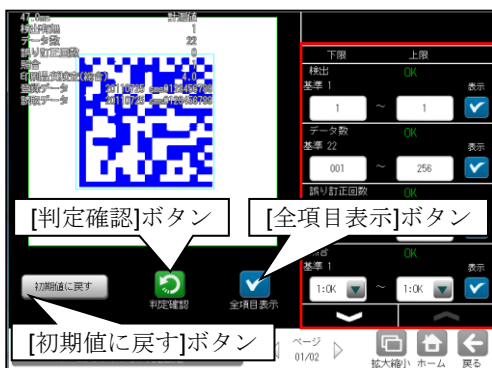 47.8ms 計測値
検出有無 1
データ数 22
誤り訂正回数 0
照合 1
印刷品質検査(総合) 4.0
登録データ
読取データ
下限 上限
検出 OK
基準 1 表示
1 ～ 1
データ数 OK
基準 22 表示
001 ～ 256
誤り訂正回数 OK
[判定確認]ボタン
[全項目表示]ボタン
OK
基準 1 表示
1:OK ～ 1:OK
初期値に戻す
判定確認
全項目表示
[初期値に戻す]ボタン
ページ
01/02
拡大縮小 ホーム 戻る